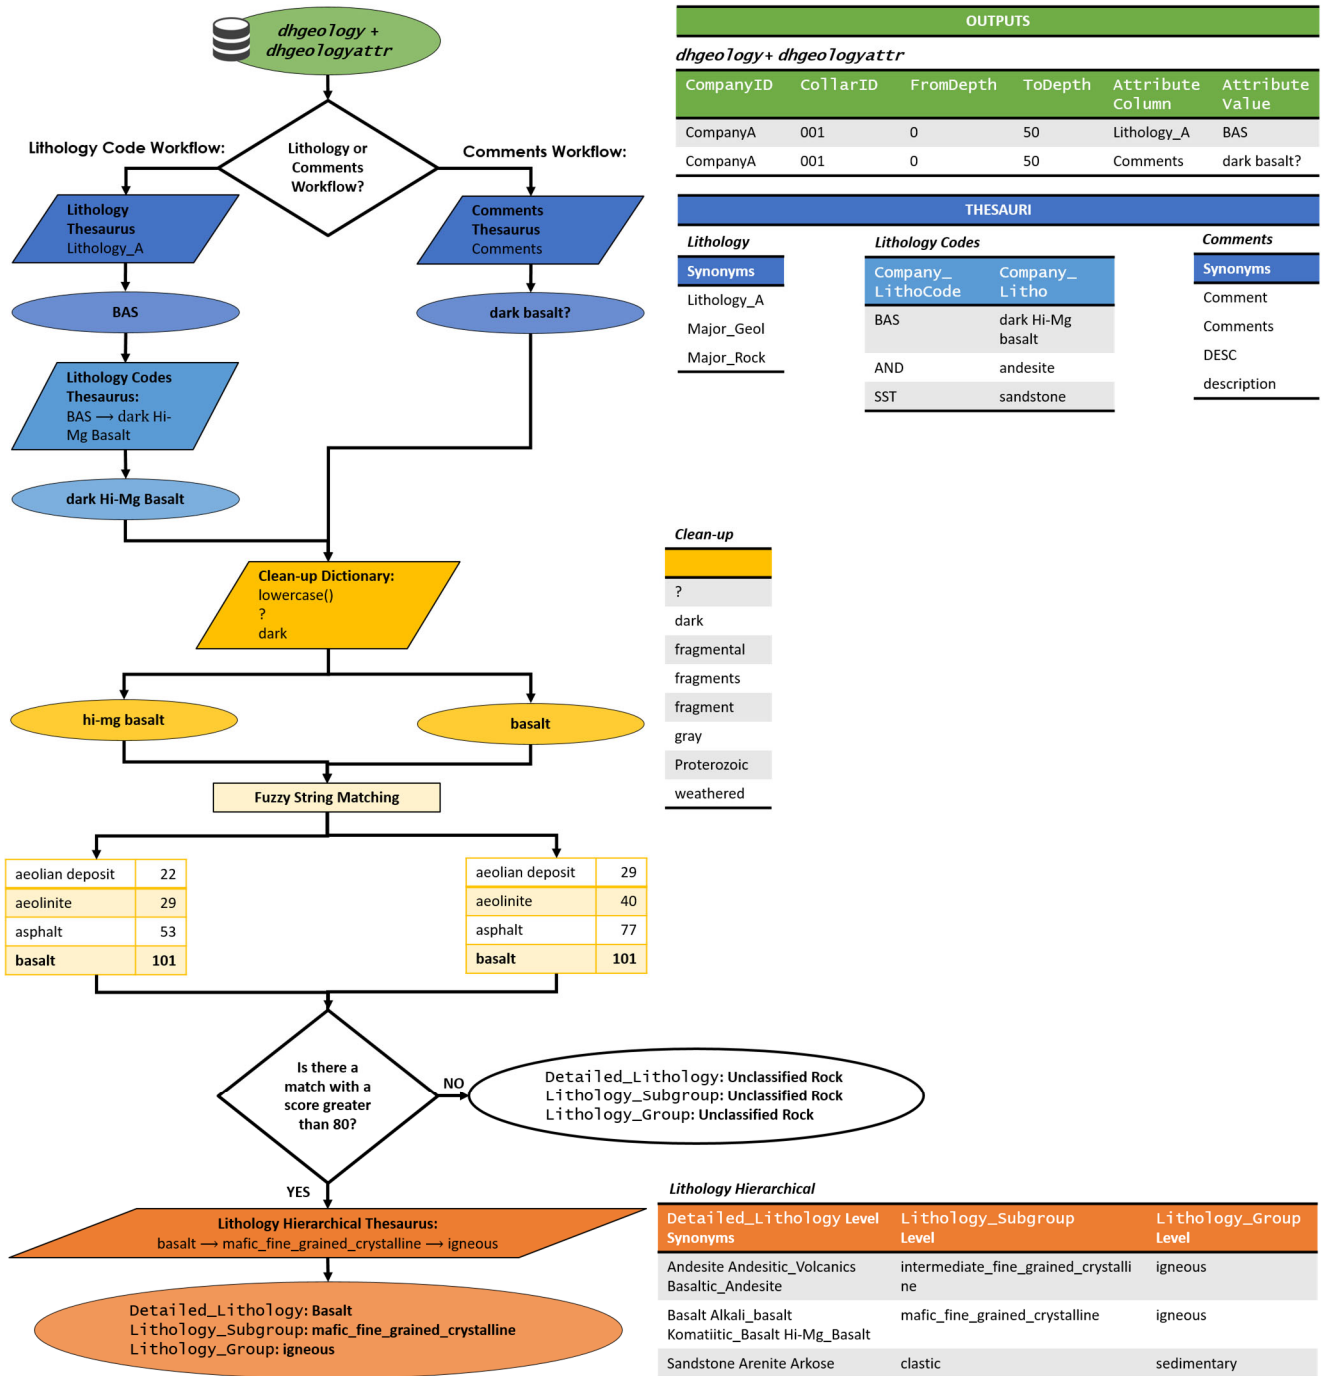 dhgeology +
dhgeologyattr
Lithology Code Workflow:
Lithology or
Comments
Workflow?
Comments Workflow:
Lithology
Thesaurus
Lithology_A
Comments
Thesaurus
Comments
BAS
dark basalt?
Lithology Codes
Thesaurus:
BAS → dark Hi-
Mg Basalt
dark Hi-Mg Basalt
Clean-up Dictionary:
lowercase()
?
dark
hi-mg basalt
basalt
Fuzzy String Matching
aeolian deposit 22
aeolinite 29
asphalt 53
basalt 101
aeolian deposit 29
aeolinite 40
asphalt 77
basalt 101
Is there a
match with a
score greater
than 80?
NO
Detailed_Lithology: Unclassified Rock
Lithology_Subgroup: Unclassified Rock
Lithology_Group: Unclassified Rock
YES
Lithology Hierarchical Thesaurus:
basalt → mafic_fine_grained_crystalline → igneous
Detailed_Lithology: Basalt
Lithology_Subgroup: mafic_fine_grained_crystalline
Lithology_Group: igneous
OUTPUTS
dhgeology + dhgeologyattr
CompanyID CollarID FromDepth ToDepth Attribute Attribute
Column Value
CompanyA 001 0 50 Lithology_A BAS
CompanyA 001 0 50 Comments dark basalt?
THESAURI
Lithology
Synonyms
Lithology_A
Major_Geol
Major_Rock
Lithology Codes
Company_ Company_
LithoCode Litho
BAS dark Hi-Mg
basalt
AND andesite
SST sandstone
Comments
Synonyms
Comment
Comments
DESC
description
Clean-up
?
dark
fragmental
fragments
fragment
gray
Proterozoic
weathered
Lithology Hierarchical
Detailed_Lithology Level Lithology_Subgroup Lithology_Group
Synonyms Level Level
Andesite Andesitic_Volcanics intermediate_fine_grained_crystalli igneous
Basaltic_Andesite ne
Basalt Alkali_basalt mafic_fine_grained_crystalline igneous
Komatiitic_Basalt Hi-Mg_Basalt
Sandstone Arenite Arkose clastic sedimentary